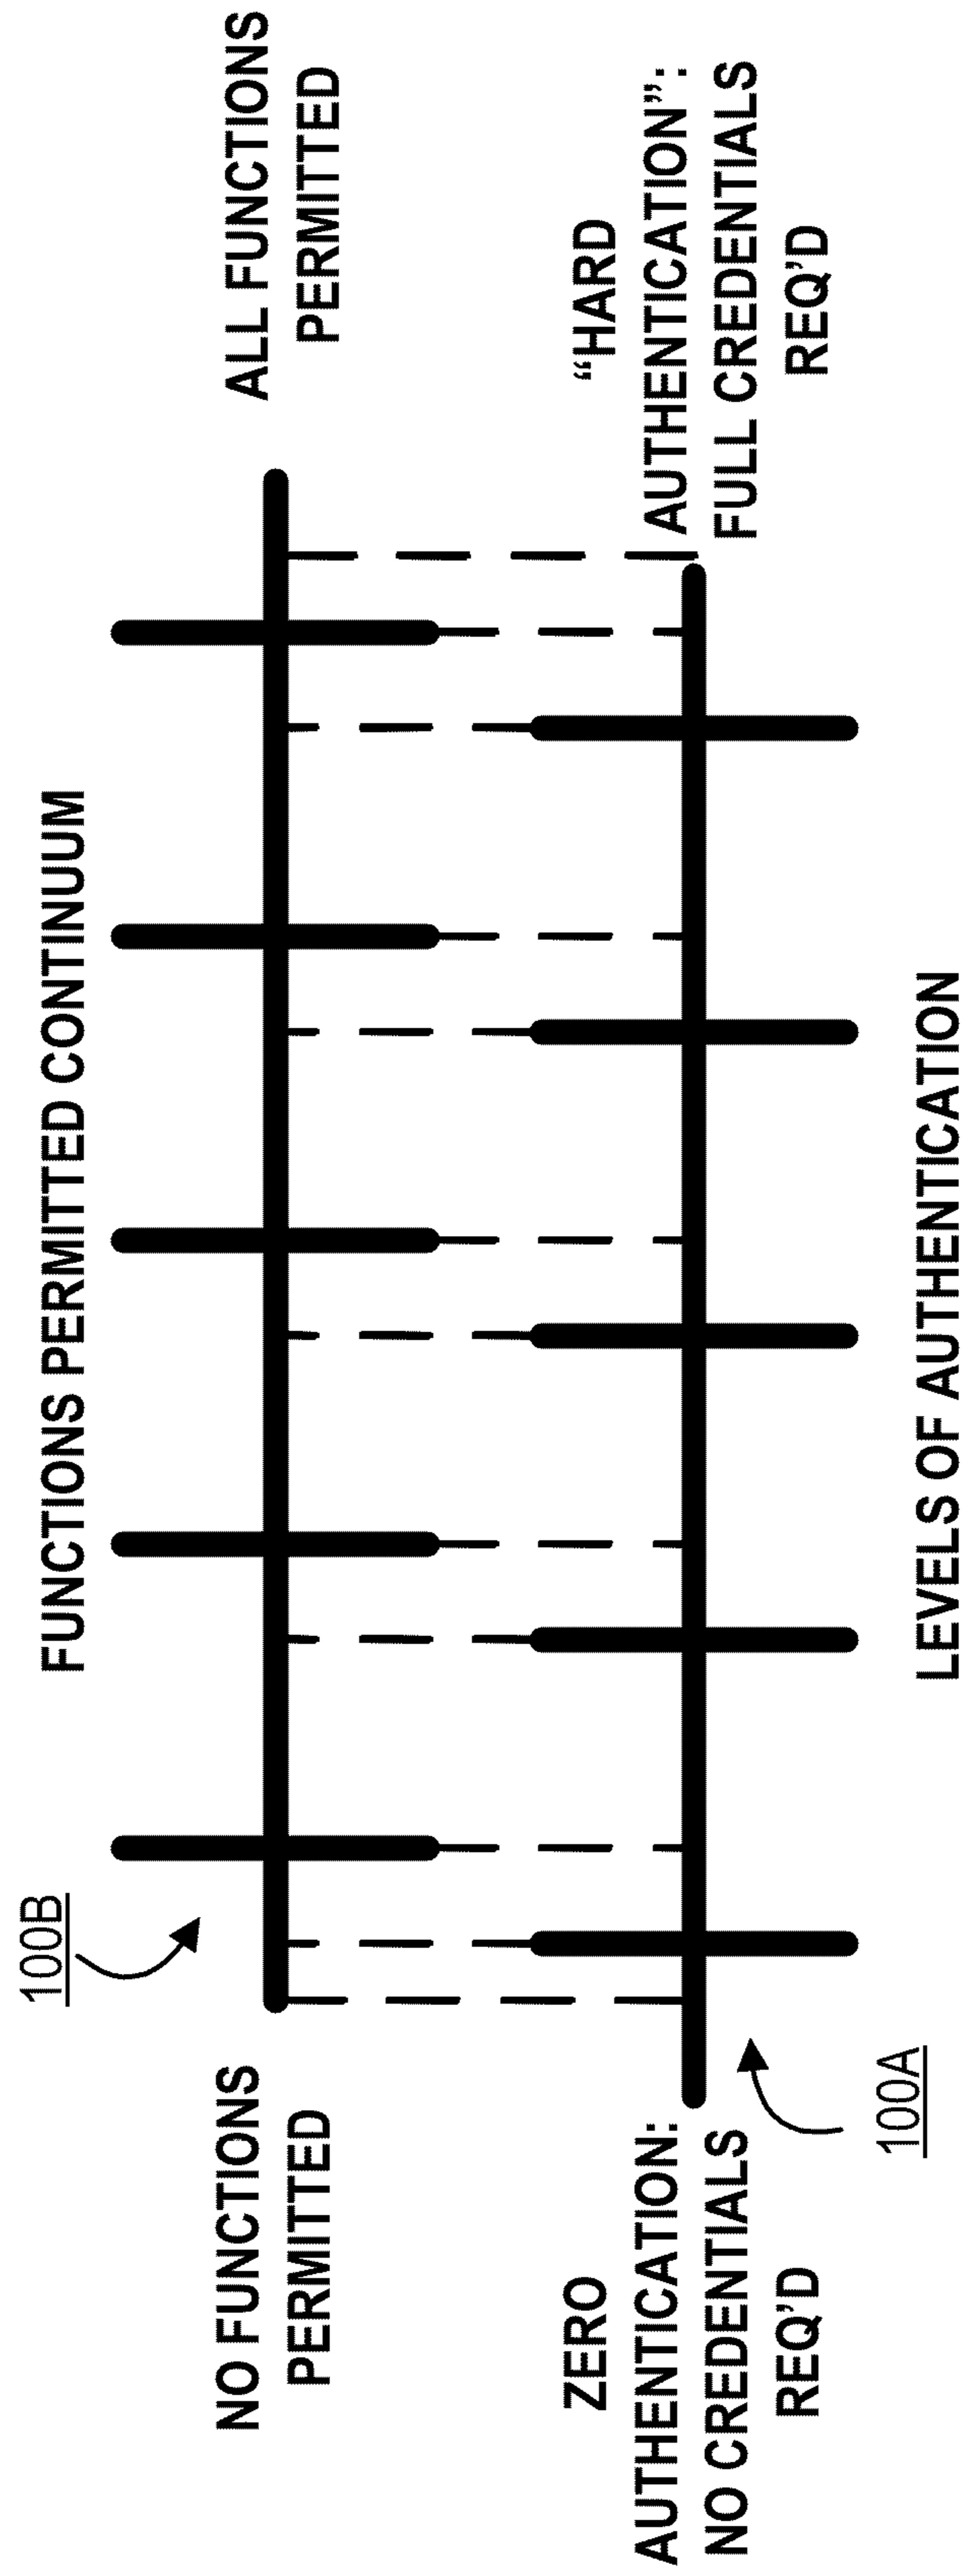 FUNCTIONS PERMITTED CONTINUUM
100B
NO FUNCTIONS
PERMITTED
ALL FUNCTIONS
PERMITTED
ZERO
AUTHENTICATION:
NO CREDENTIALS
REQ’D
“HARD
AUTHENTICATION”:
FULL CREDENTIALS
REQ’D
100A
LEVELS OF AUTHENTICATION